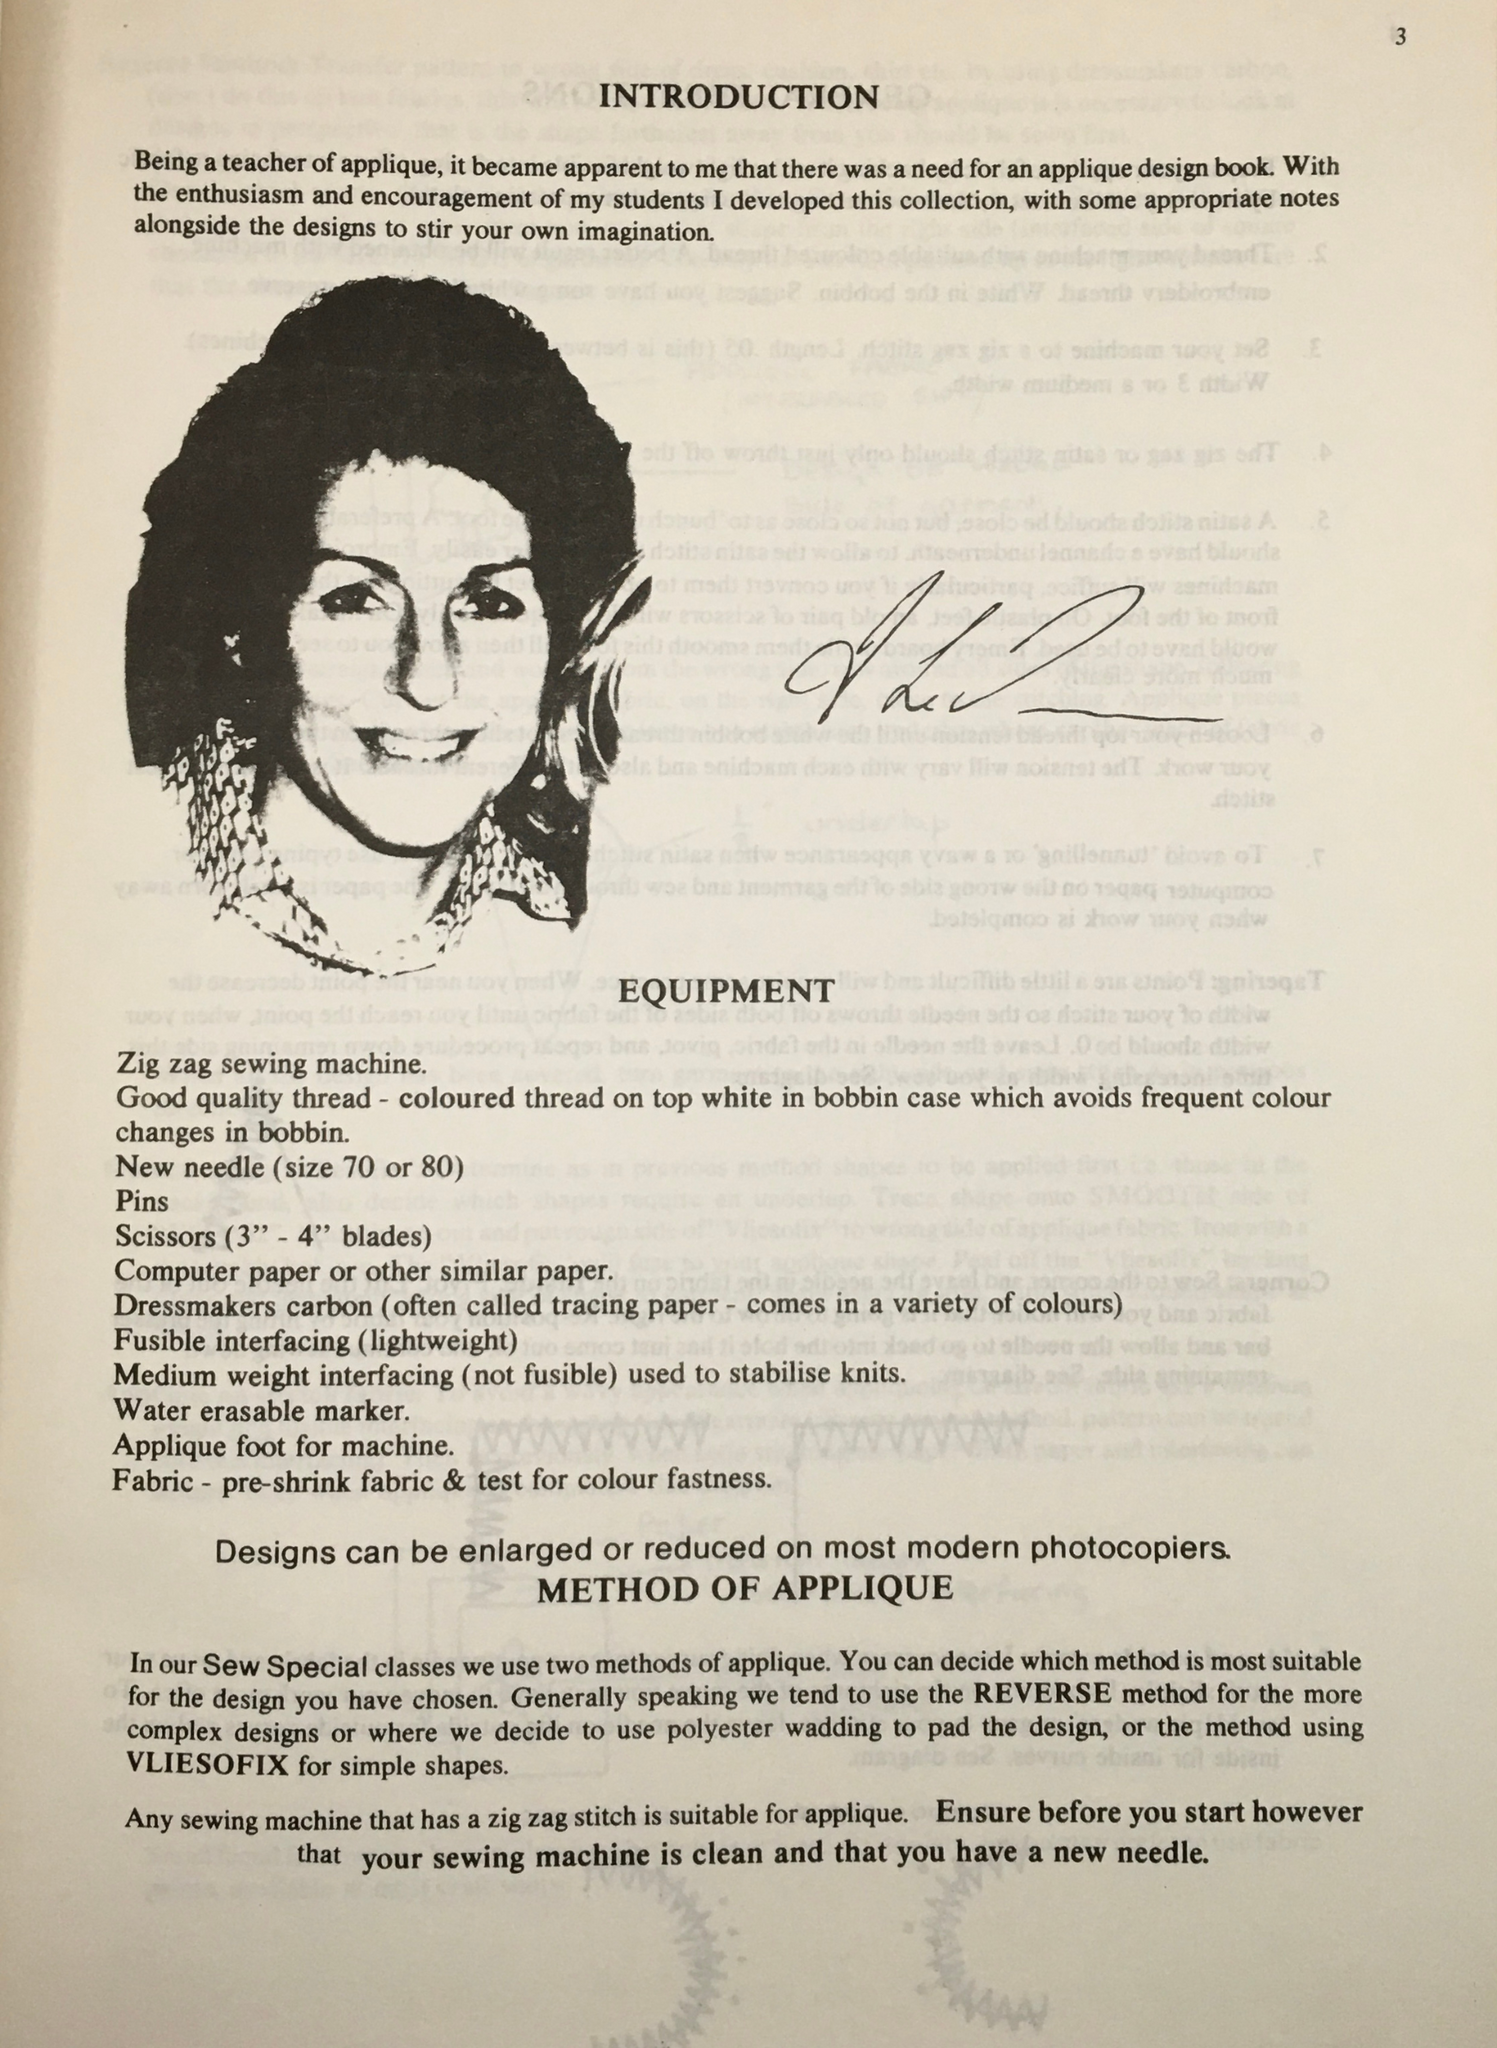 3
INTRODUCTION
Being a teacher of applique, it became apparent to me that there was a need for an applique design book. With
the enthusiasm and encouragement of my students I developed this collection, with some appropriate notes
alongside the designs to stir your own imagination.
EQUIPMENT
Zig zag sewing machine.
Good quality thread - coloured thread on top white in bobbin case which avoids frequent colour
changes in bobbin.
New needle (size 70 or 80)
Pins
Scissors (3” - 4” blades)
Computer paper or other similar paper.
Dressmakers carbon (often called tracing paper - comes in a variety of colours)
Fusible interfacing (lightweight)
Medium weight interfacing (not fusible) used to stabilise knits.
Water erasable marker.
Applique foot for machine.
Fabric - pre-shrink fabric & test for colour fastness.
Designs can be enlarged or reduced on most modern photocopiers.
METHOD OF APPLIQUE
In our Sew Special classes we use two methods of applique. You can decide which method is most suitable
for the design you have chosen. Generally speaking we tend to use the REVERSE method for the more
complex designs or where we decide to use polyester wadding to pad the design, or the method using
VLIESOFIX for simple shapes.
Any sewing machine that has a zig zag stitch is suitable for applique. Ensure before you start however
that your sewing machine is clean and that you have a new needle.